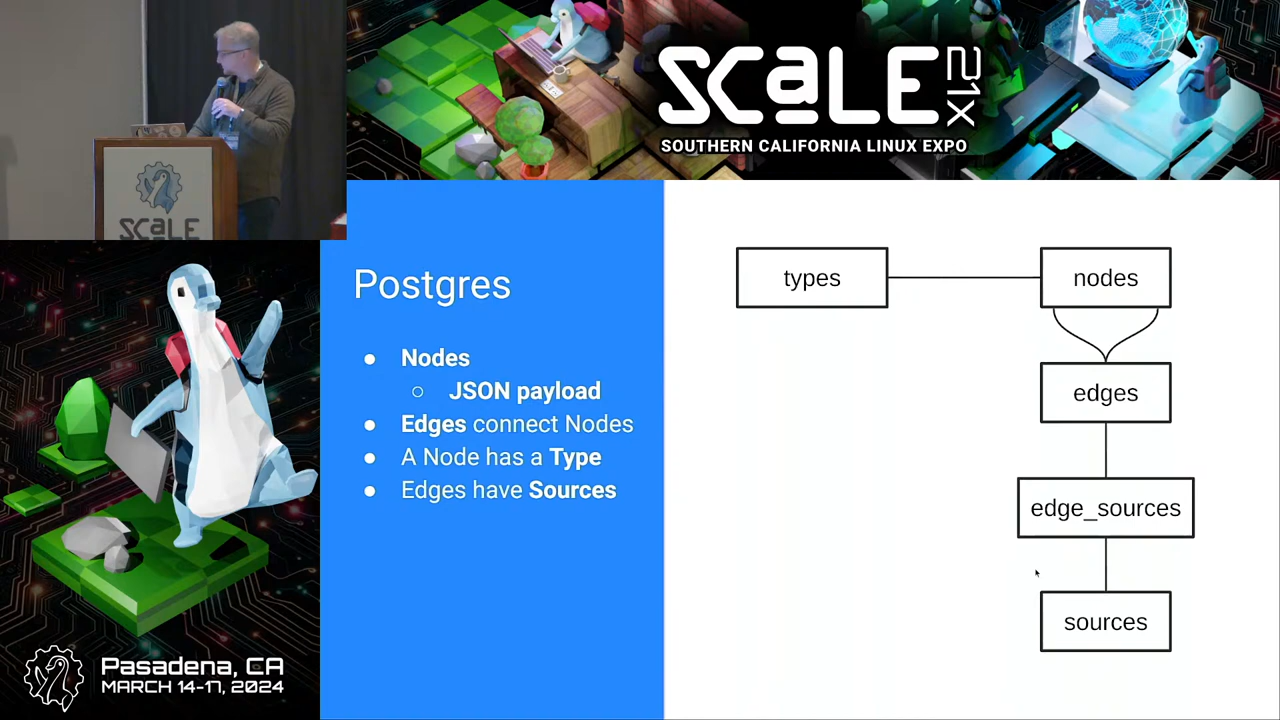 SCALE
21X
SOUTHERN CALIFORNIA LINUX EXPO
SCALE
Postgres
● Nodes
○ JSON payload
● Edges connect Nodes
● A Node has a Type
● Edges have Sources
types
nodes
edges
edge_sources
sources
Pasadena, CA
MARCH 14-17, 2024